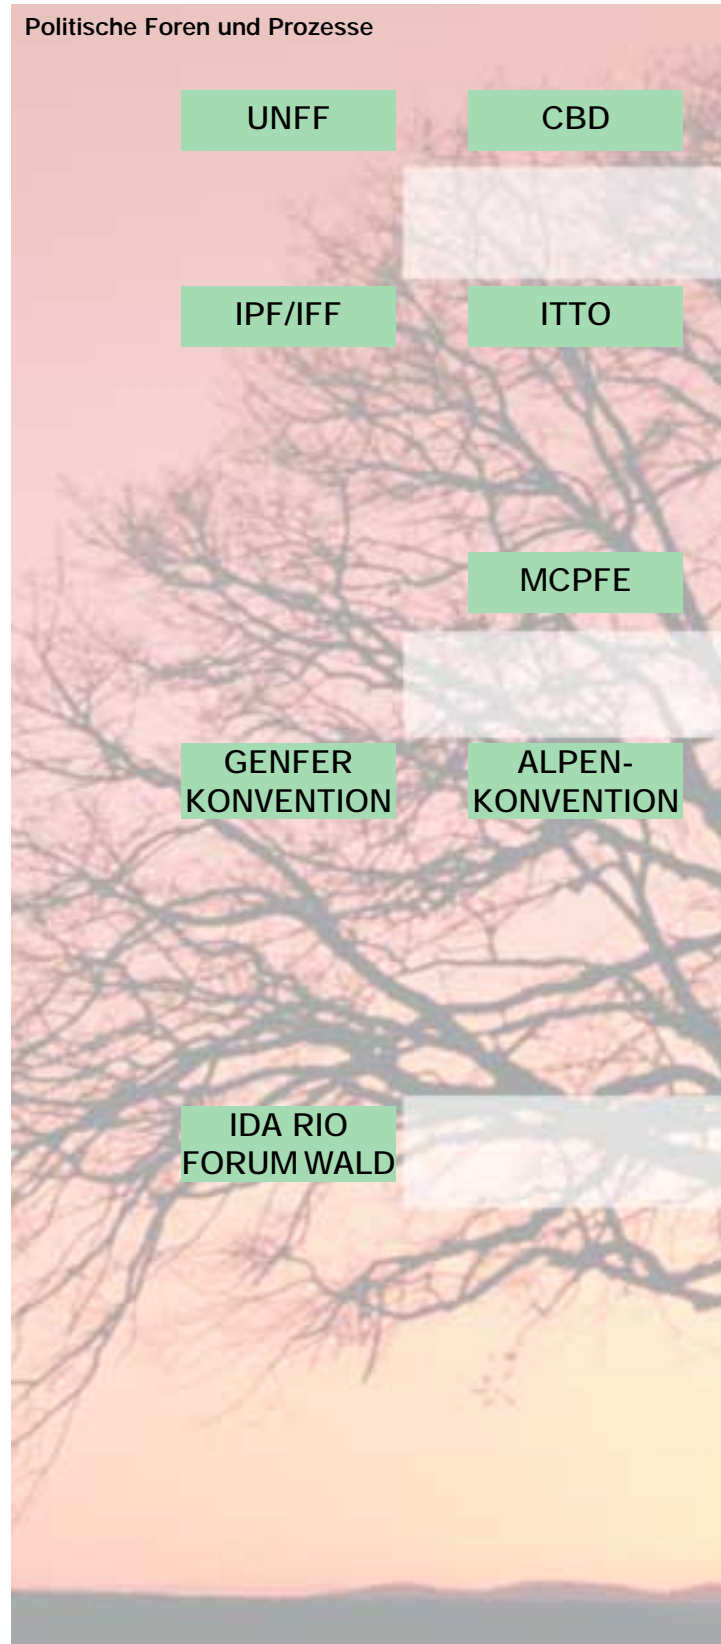 Politische Foren und Prozesse
UNFF
CBD
IPF/IFF
ITTO
MCPFE
GENFER
KONVENTION
ALPEN-
KONVENTION
IDA RIO
FORUM WALD